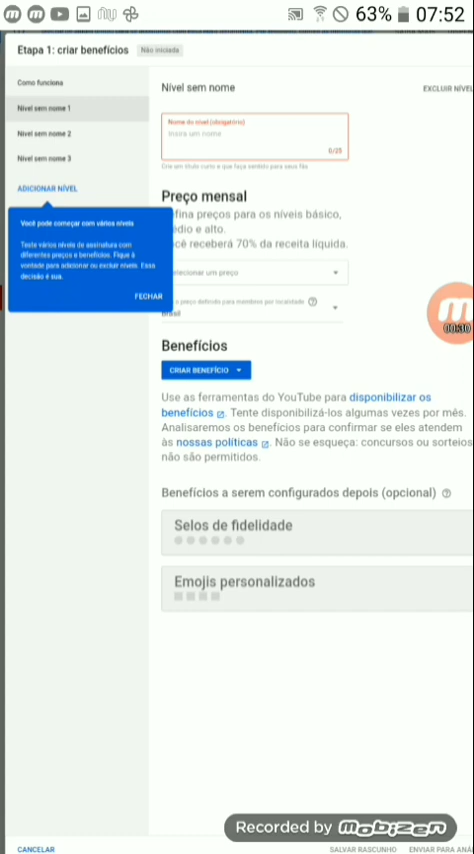 63% 07:52
Etapa 1: criar benefícios Não iniciada
Como funciona
Nível sem nome 1
Nível sem nome 2
Nível sem nome 3
ADICIONAR NÍVEL
Você pode começar com vários níveis
Teste vários níveis de assinatura com
diferentes preços e benefícios. Fique à
vontade para adicionar ou excluir níveis. Essa
decisão é sua.
FECHAR
Nível sem nome
EXCLUIR NÍVEL
Nome do nível (obrigatório)
Insira um nome
0/25
Crie um título curto e que faça sentido para seus fãs
Preço mensal
fina preços para os níveis básico,
édio e alto.
cê receberá 70% da receita líquida.
lecionar um preço
o preço definido para membros por localidade
Brasil
00:30
Benefícios
CRIAR BENEFÍCIO
Use as ferramentas do YouTube para disponibilizar os
benefícios. Tente disponibilizá-los algumas vezes por mês.
Analisaremos os benefícios para confirmar se eles atendem
às nossas políticas. Não se esqueça: concursos ou sorteios
não são permitidos.
Benefícios a serem configurados depois (opcional)
Selos de fidelidade
Emojis personalizados
Recorded by mobizen
CANCELAR SALVAR RASCUNHO ENVIAR PARA ANÁ